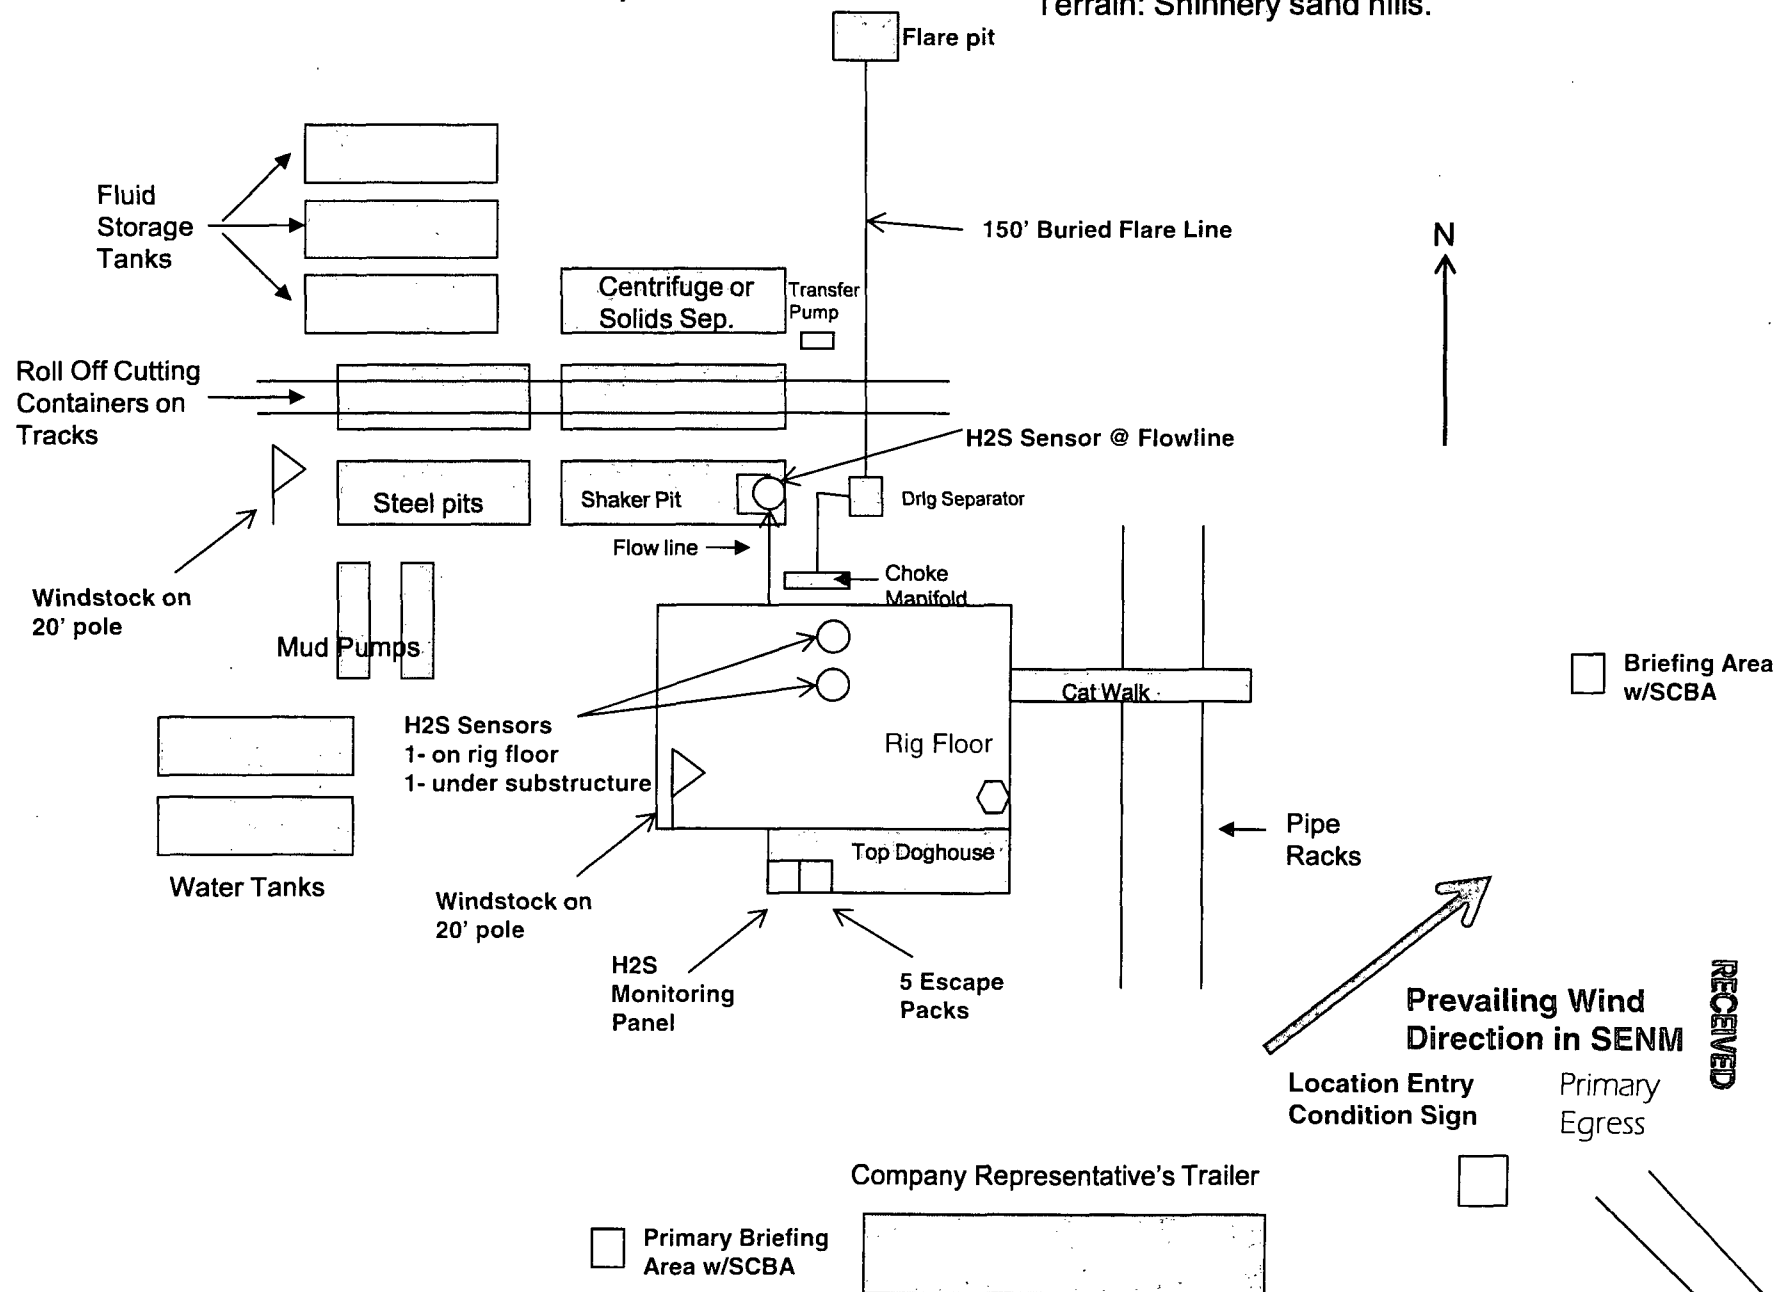 Terrain: Shinnery sand hills.
Flare pit
Fluid
Storage
Tanks
150' Buried Flare Line
N
Centrifuge or
Solids Sep.
Transfer
Pump
Roll Off Cutting
Containers on
Tracks
H2S Sensor @ Flowline
Steel pits
Shaker Pit
Drlg Separator
Flow line
Choke
Manifold
Windstock on
20' pole
Mud Pumps
Briefing Area
w/SCBA
Cat Walk
H2S Sensors
1- on rig floor
1- under substructure
Rig Floor
Pipe
Racks
Top Doghouse
Water Tanks
Windstock on
20' pole
H2S
Monitoring
Panel
5 Escape
Packs
Prevailing Wind
Direction in SENM
RECEIVED
Location Entry
Condition Sign
Primary
Egress
Company Representative's Trailer
Primary Briefing
Area w/SCBA